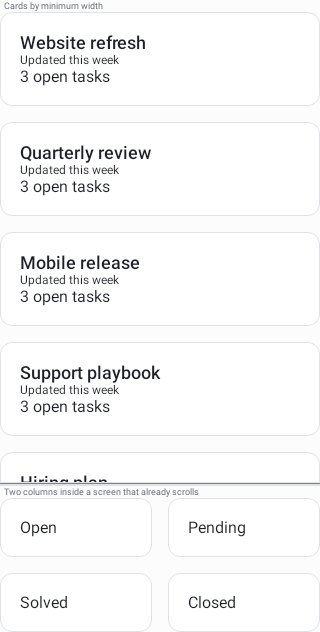 Cards by minimum width
Website refresh
Updated this week
3 open tasks
Quarterly review
Updated this week
3 open tasks
Mobile release
Updated this week
3 open tasks
Support playbook
Updated this week
3 open tasks
Hiring plan
Two columns inside a screen that already scrolls
Open
Pending
Solved
Closed